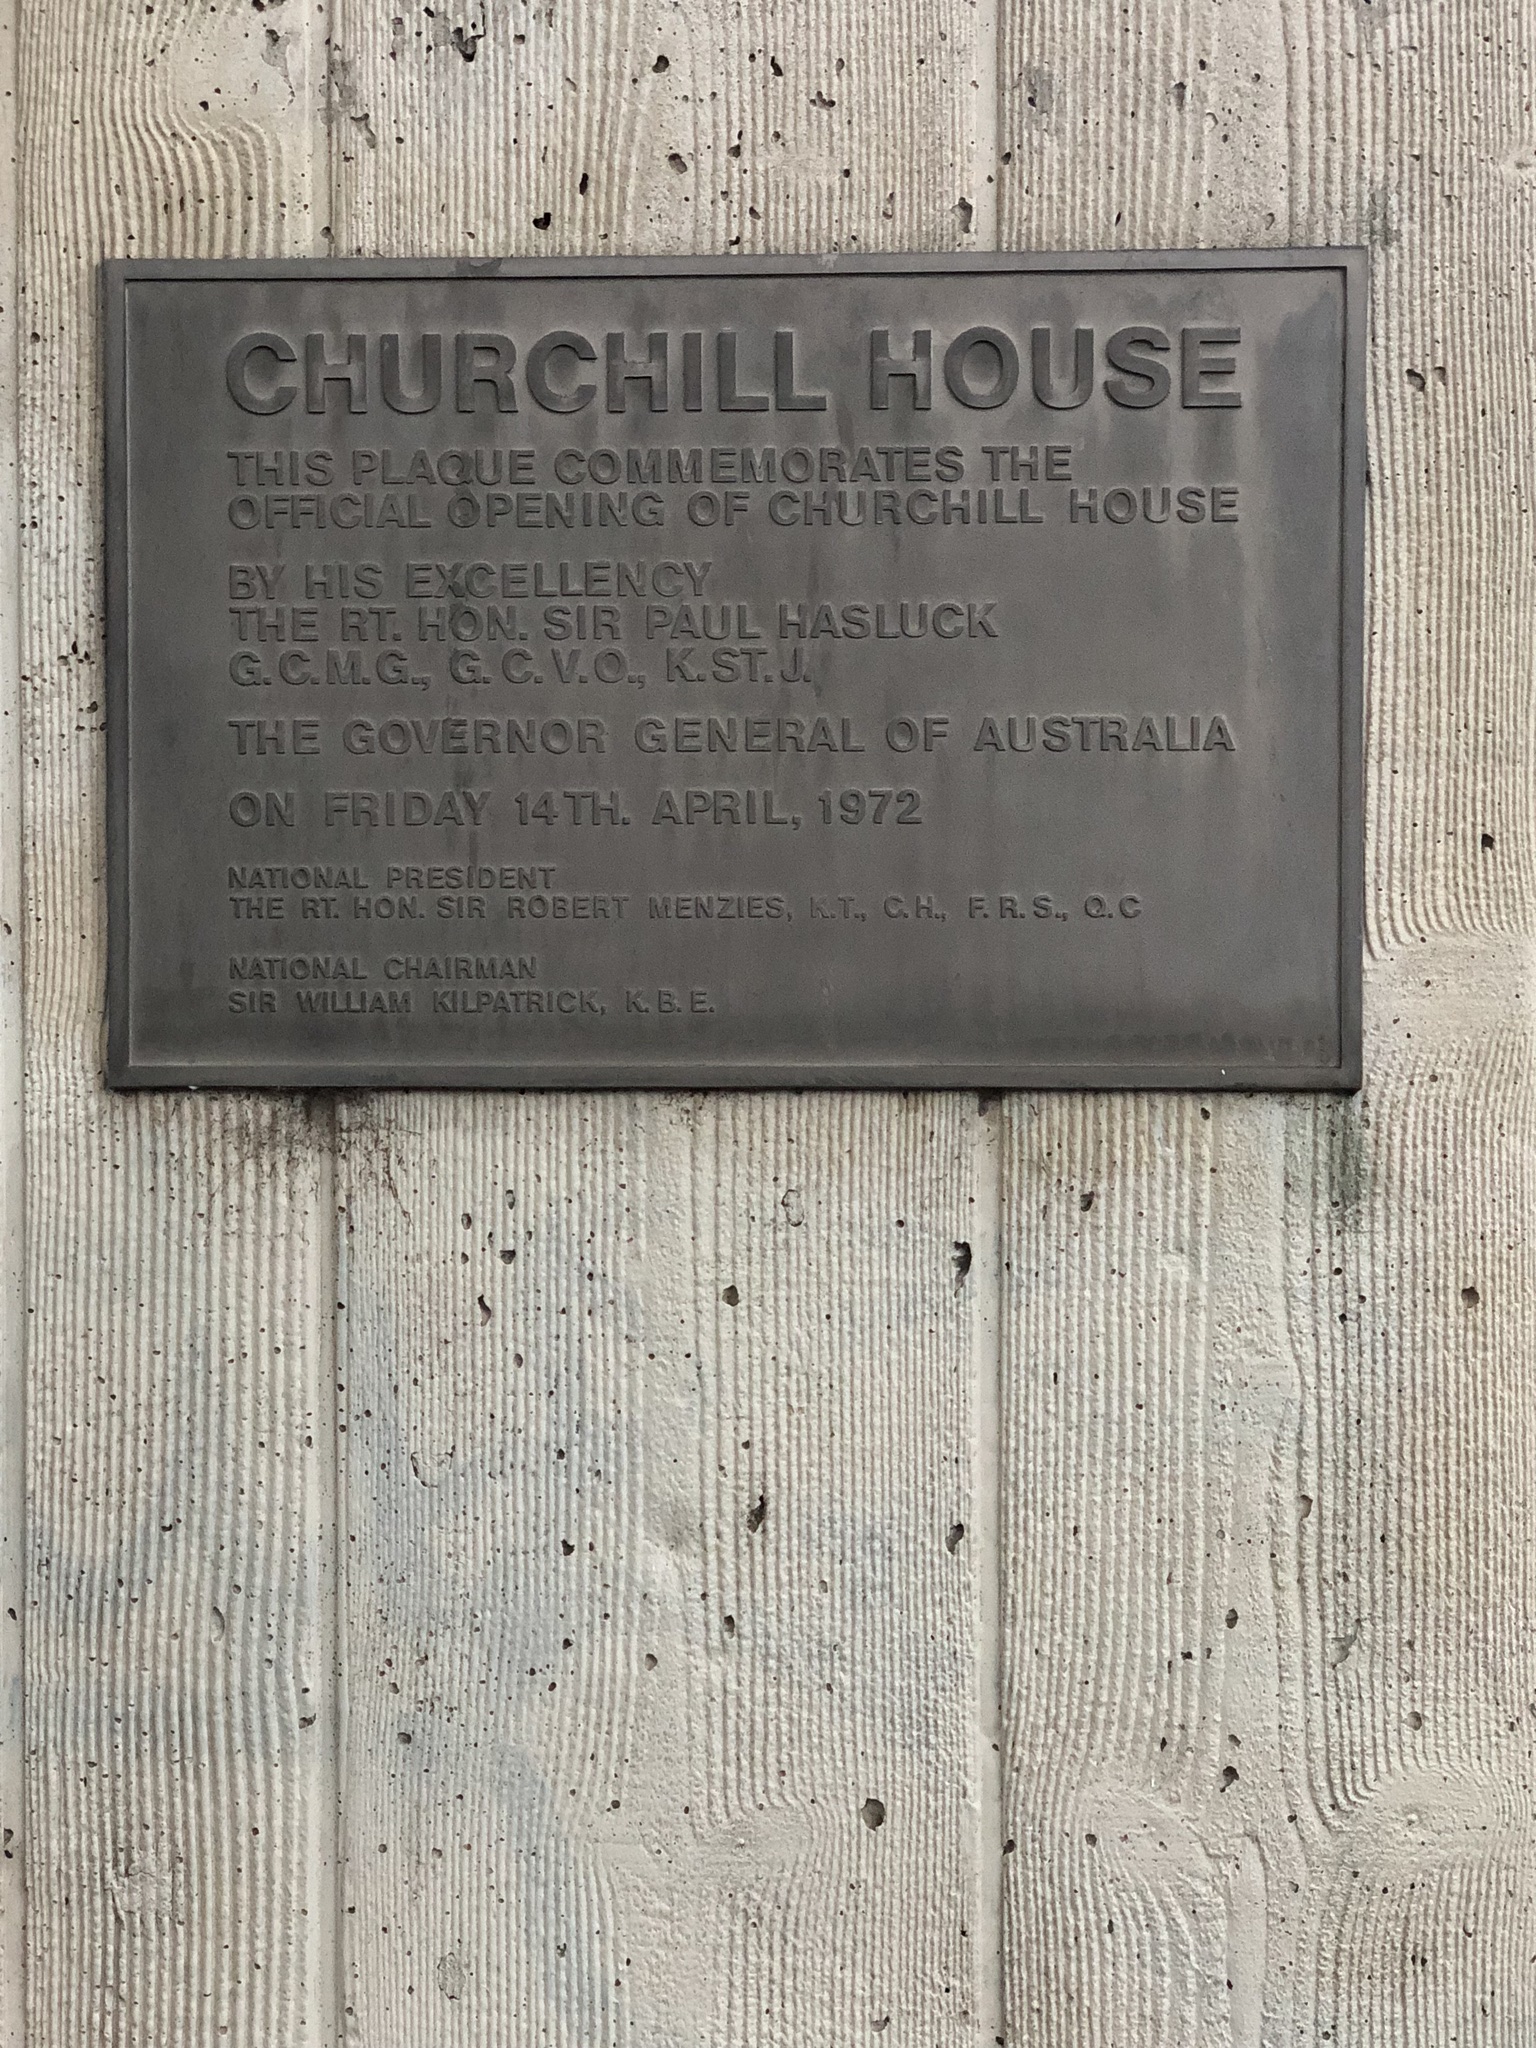 CHURCHILL HOUSE
THIS PLAQUE COMMEMORATES THE
OFFICIAL OPENING OF CHURCHILL HOUSE
BY HIS EXCELLENCY
THE RT. HON. SIR PAUL HASLUCK
G.C.M.G., G.C.V.O., K.ST.J.
THE GOVERNOR GENERAL OF AUSTRALIA
ON FRIDAY 14TH. APRIL, 1972
NATIONAL PRESIDENT
THE RT. HON. SIR ROBERT MENZIES, K.T., C.H., F.R.S., Q.C
NATIONAL CHAIRMAN
SIR WILLIAM KILPATRICK, K.B.E.